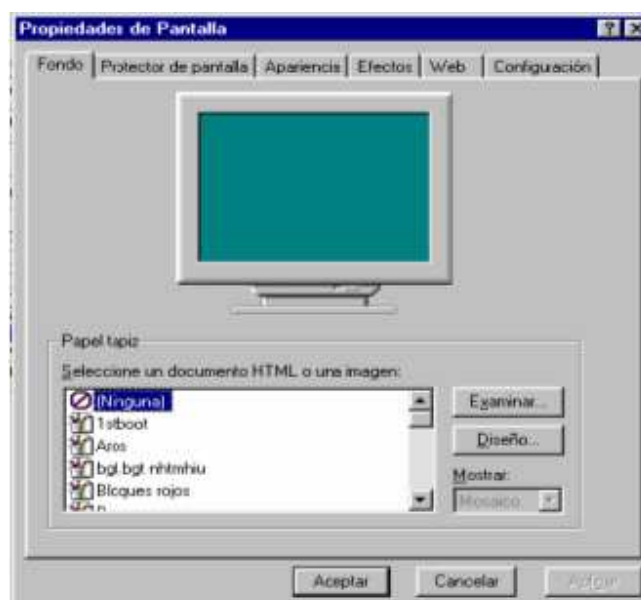 Propiedades de Pantalla
Fondo Protector de pantalla Apariencia Efectos Web Configuración
Papel tapiz
Seleccione un documento HTML o una imagen:
(Ninguna)
1stboot
Aros
bgt bgt nhtmhiu
Bloques rojos
Examinar...
Diseño...
Mostrar:
Mosaico
Aceptar Cancelar Aplicar